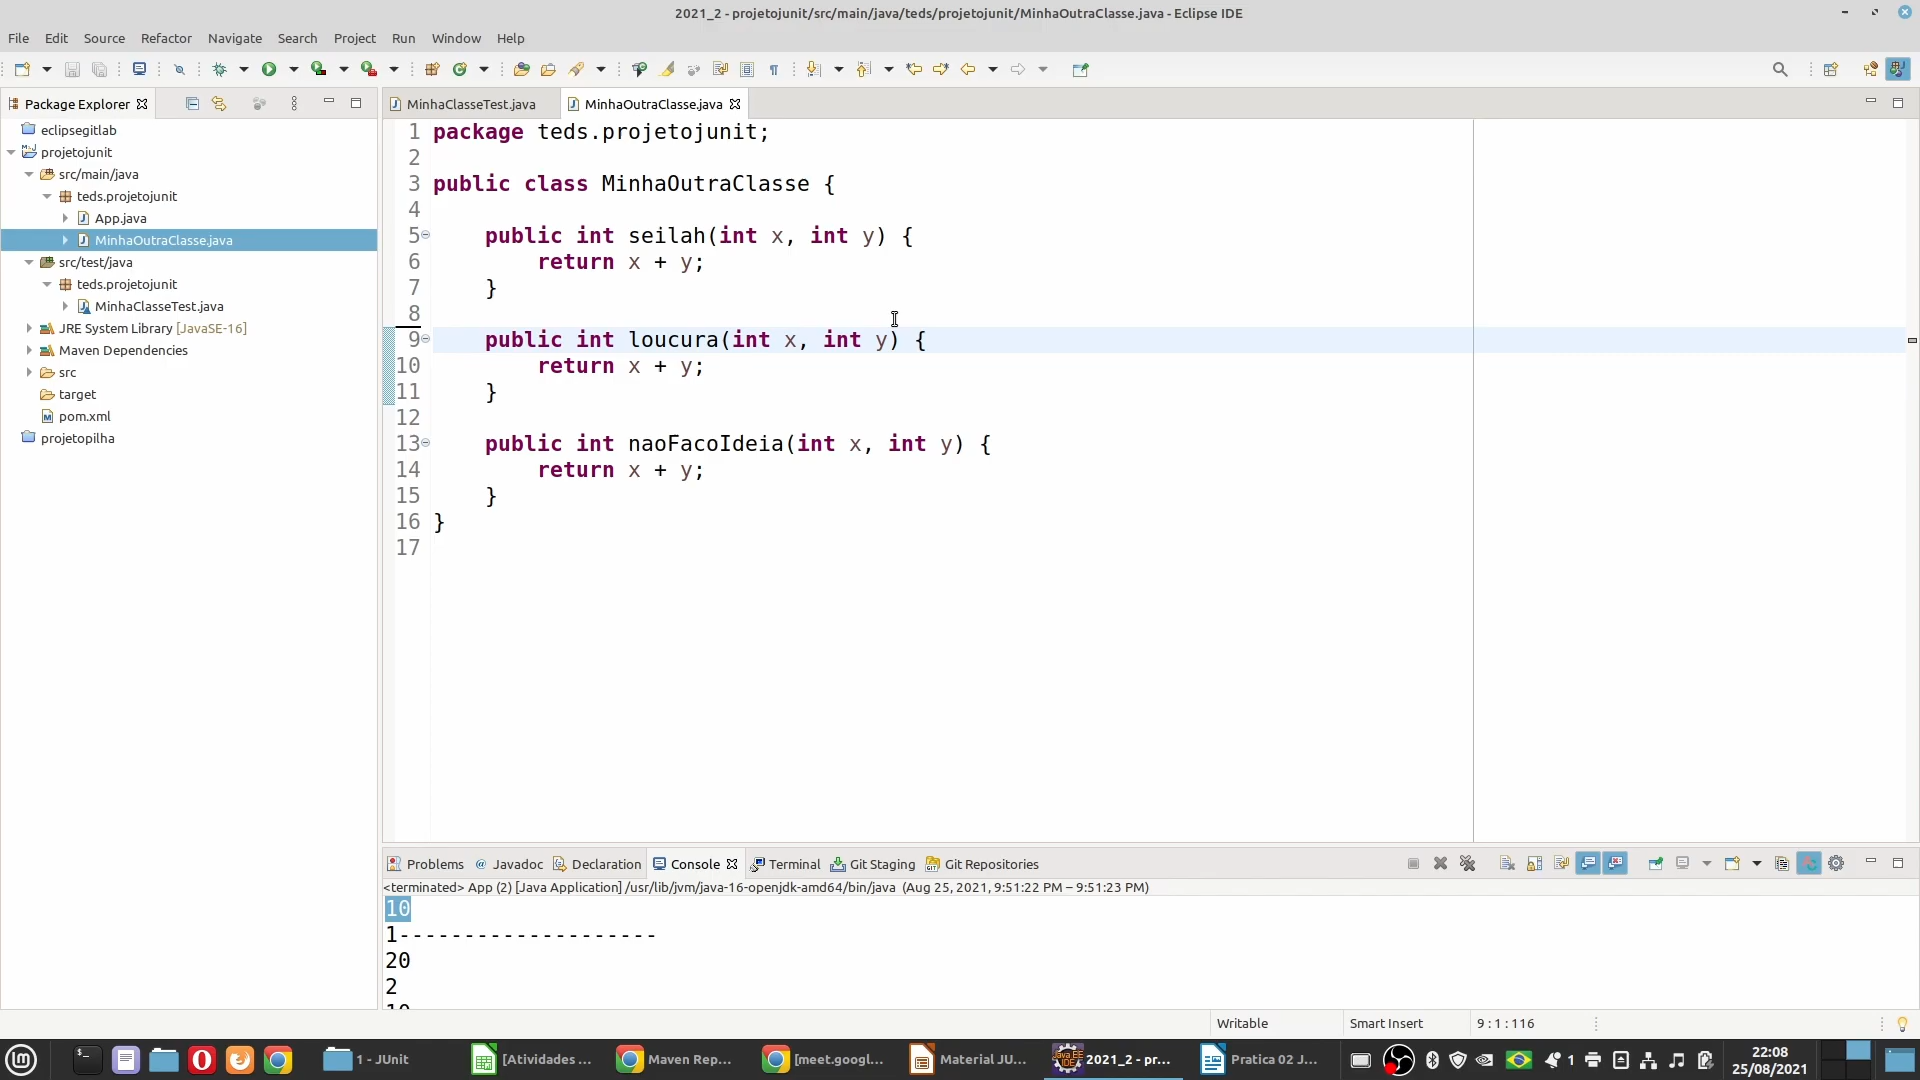 2021_2 - projetojunit/src/main/java/teds/projetojunit/MinhaOutraClasse.java - Eclipse IDE
File Edit Source Refactor Navigate Search Project Run Window Help
Package Explorer
eclipsegitlab
projetojunit
src/main/java
teds.projetojunit
App.java
MinhaOutraClasse.java
src/test/java
teds.projetojunit
MinhaClasseTest.java
JRE System Library [JavaSE-16]
Maven Dependencies
src
target
pom.xml
projetopilha
MinhaClasseTest.java MinhaOutraClasse.java
1 package teds.projetojunit;
2
3 public class MinhaOutraClasse {
4
5 public int seilah(int x, int y) {
6 return x + y;
7 }
8
9 public int loucura(int x, int y) {
10 return x + y;
11 }
12
13 public int naoFacoIdeia(int x, int y) {
14 return x + y;
15 }
16 }
17
Problems Javadoc Declaration Console Terminal Git Staging Git Repositories
<terminated> App (2) [Java Application] /usr/lib/jvm/java-16-openjdk-amd64/bin/java (Aug 25, 2021, 9:51:22 PM – 9:51:23 PM)
10
1--------------------
20
2
Writable Smart Insert 9 : 1 : 116
1 - JUnit [Atividades ... Maven Rep... [meet.googl... Material JU... 2021_2 - pr... Pratica 02 J... 1 22:08
25/08/2021